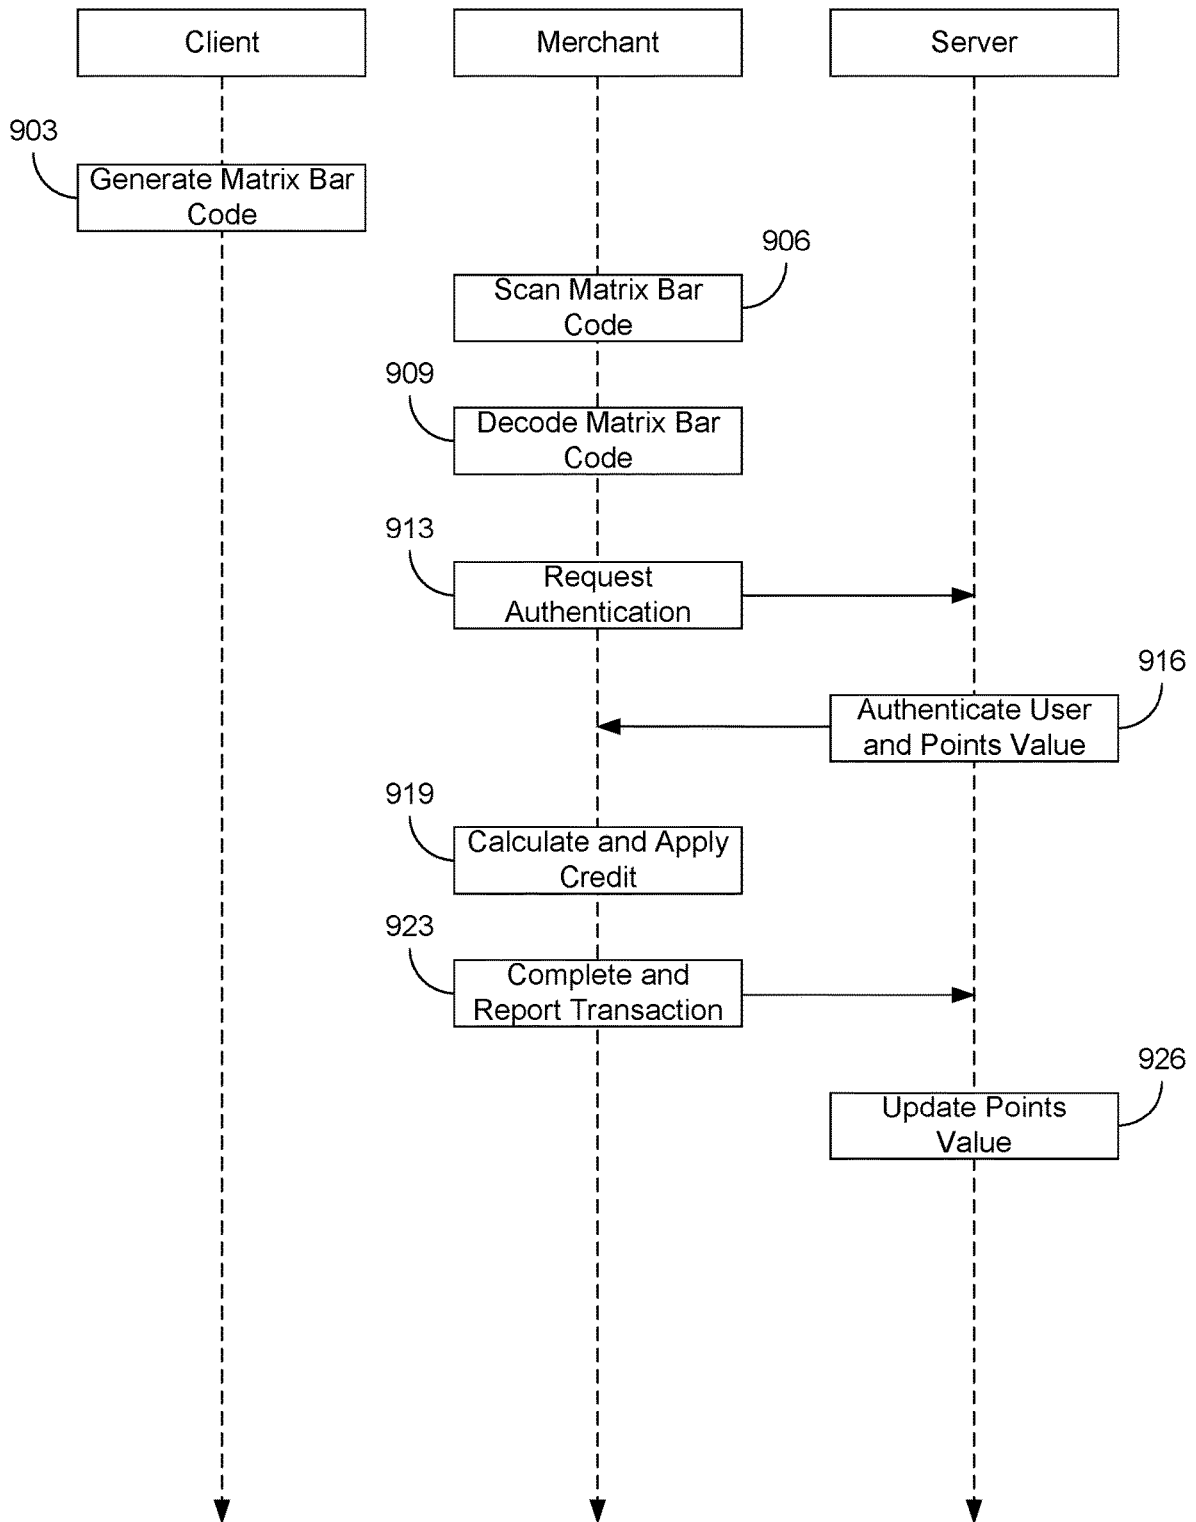 Client
Merchant
Server
903
Generate Matrix Bar
Code
906
Scan Matrix Bar
Code
909
Decode Matrix Bar
Code
913
Request
Authentication
916
Authenticate User
and Points Value
919
Calculate and Apply
Credit
923
Complete and
Report Transaction
926
Update Points
Value